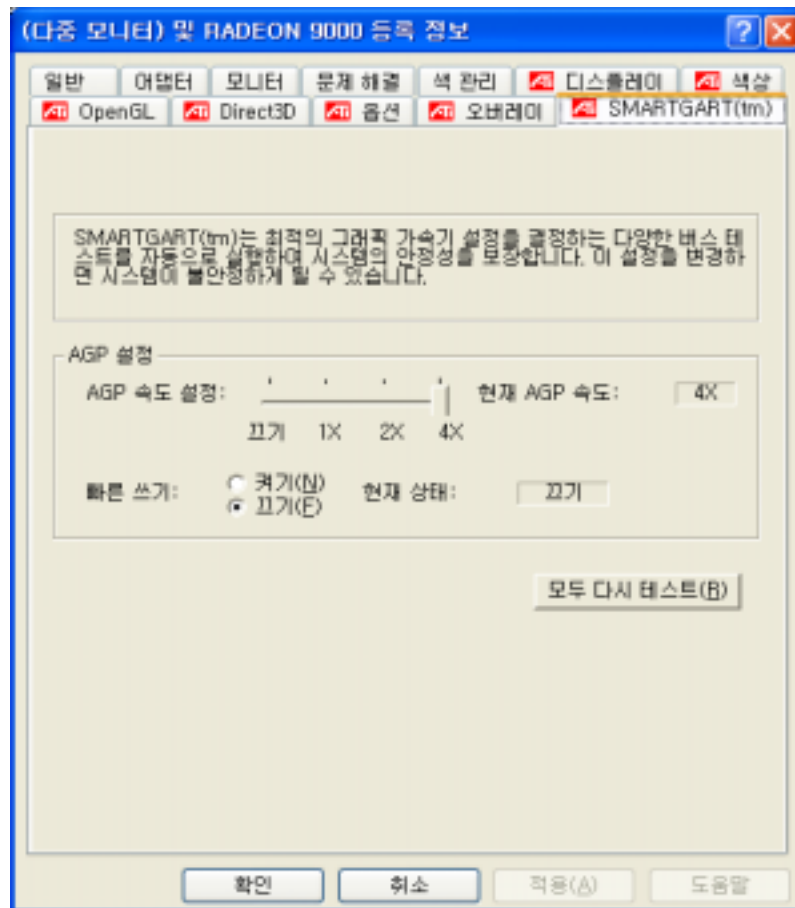 (다중 모니터) 및 RADEON 9000 등록 정보
일반 어댑터 모니터 문제 해결 색 관리 ATI 디스플레이 ATI 색상
ATI OpenGL ATI Direct3D ATI 옵션 ATI 오버레이 ATI SMARTGART(tm)
SMARTGART(tm)는 최적의 그래픽 가속기 설정을 결정하는 다양한 버스 테
스트를 자동으로 실행하여 시스템의 안정성을 보장합니다. 이 설정을 변경하
면 시스템이 불안정하게 될 수 있습니다.
AGP 설정
AGP 속도 설정: 현재 AGP 속도: 4X
끄기 1X 2X 4X
빠른 쓰기: 켜기(N) 현재 상태: 끄기
끄기(F)
모두 다시 테스트(R)
확인 취소 적용(A) 도움말